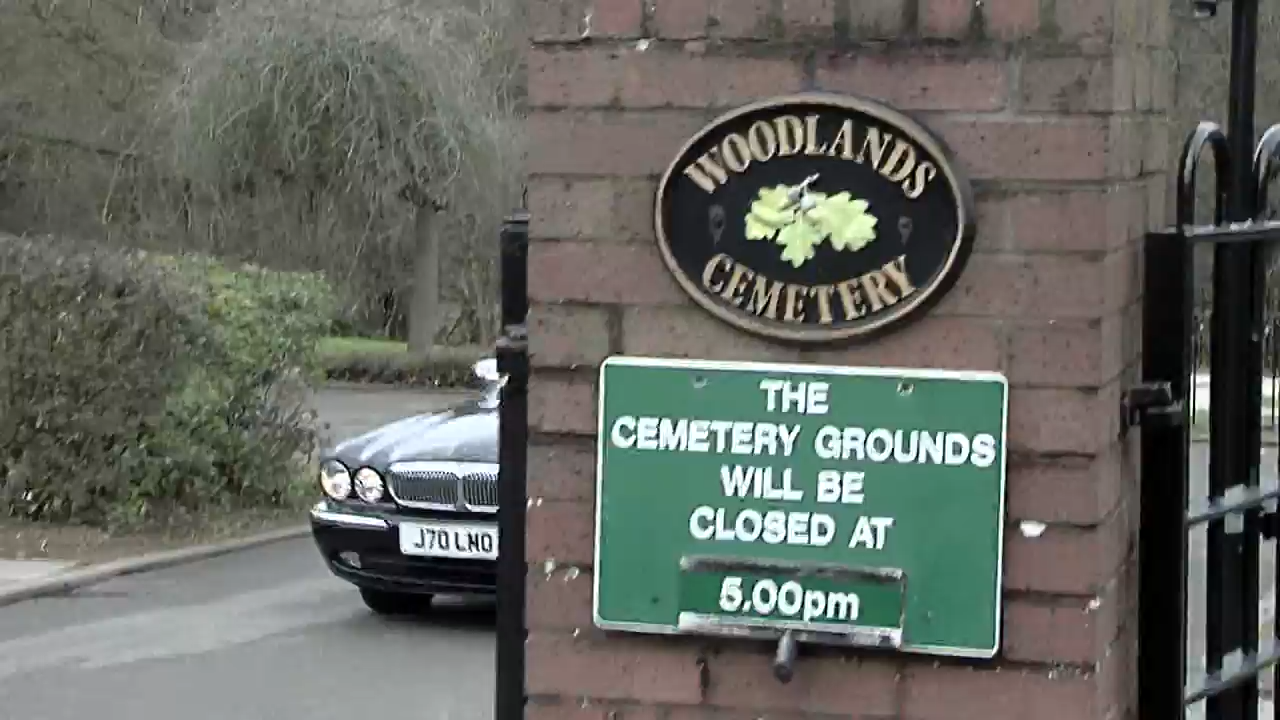 WOODLANDS
CEMETERY
THE
CEMETERY GROUNDS
WILL BE
CLOSED AT
5.00pm
J70 LNO